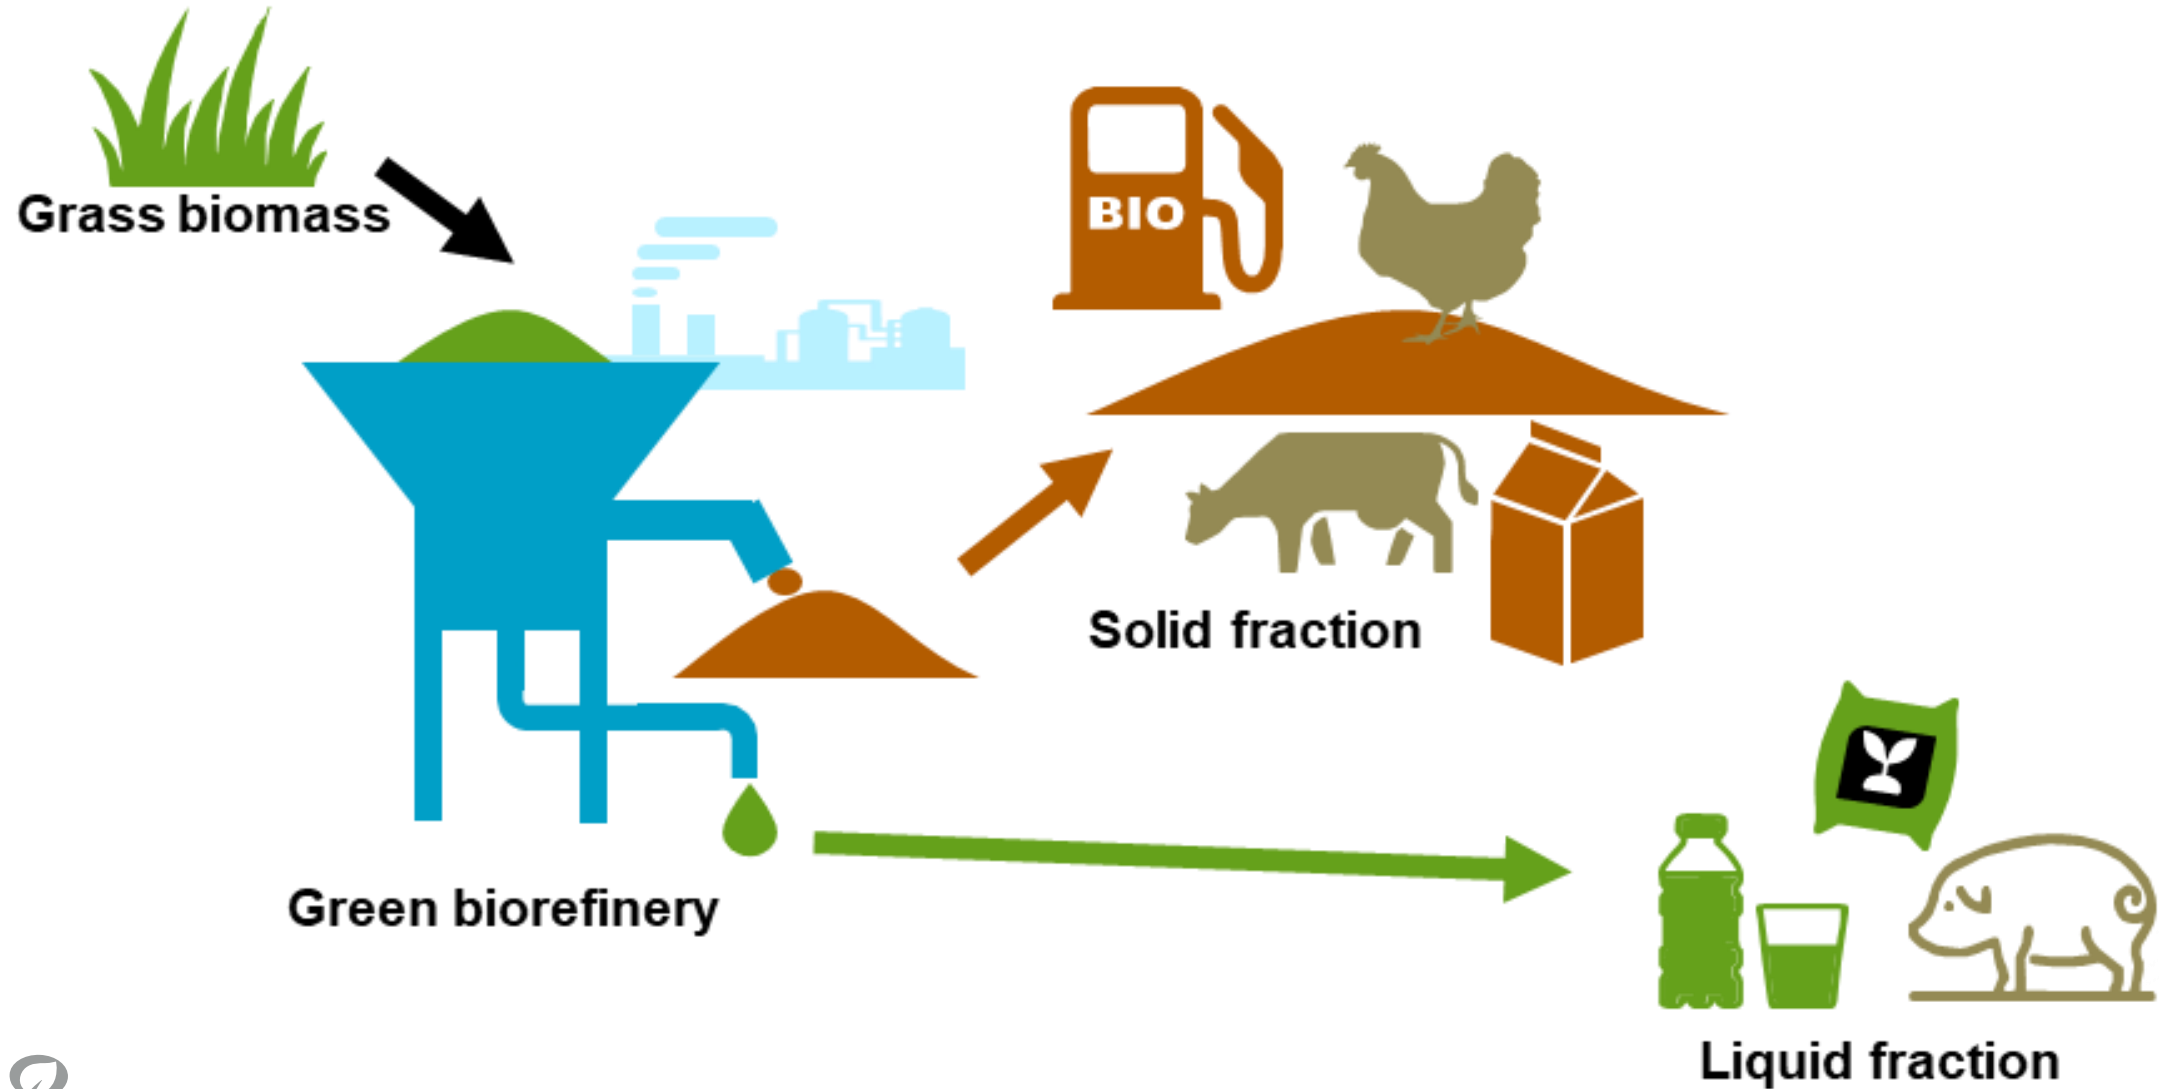 Grass biomass
BIO
Solid fraction
Green biorefinery
Liquid fraction